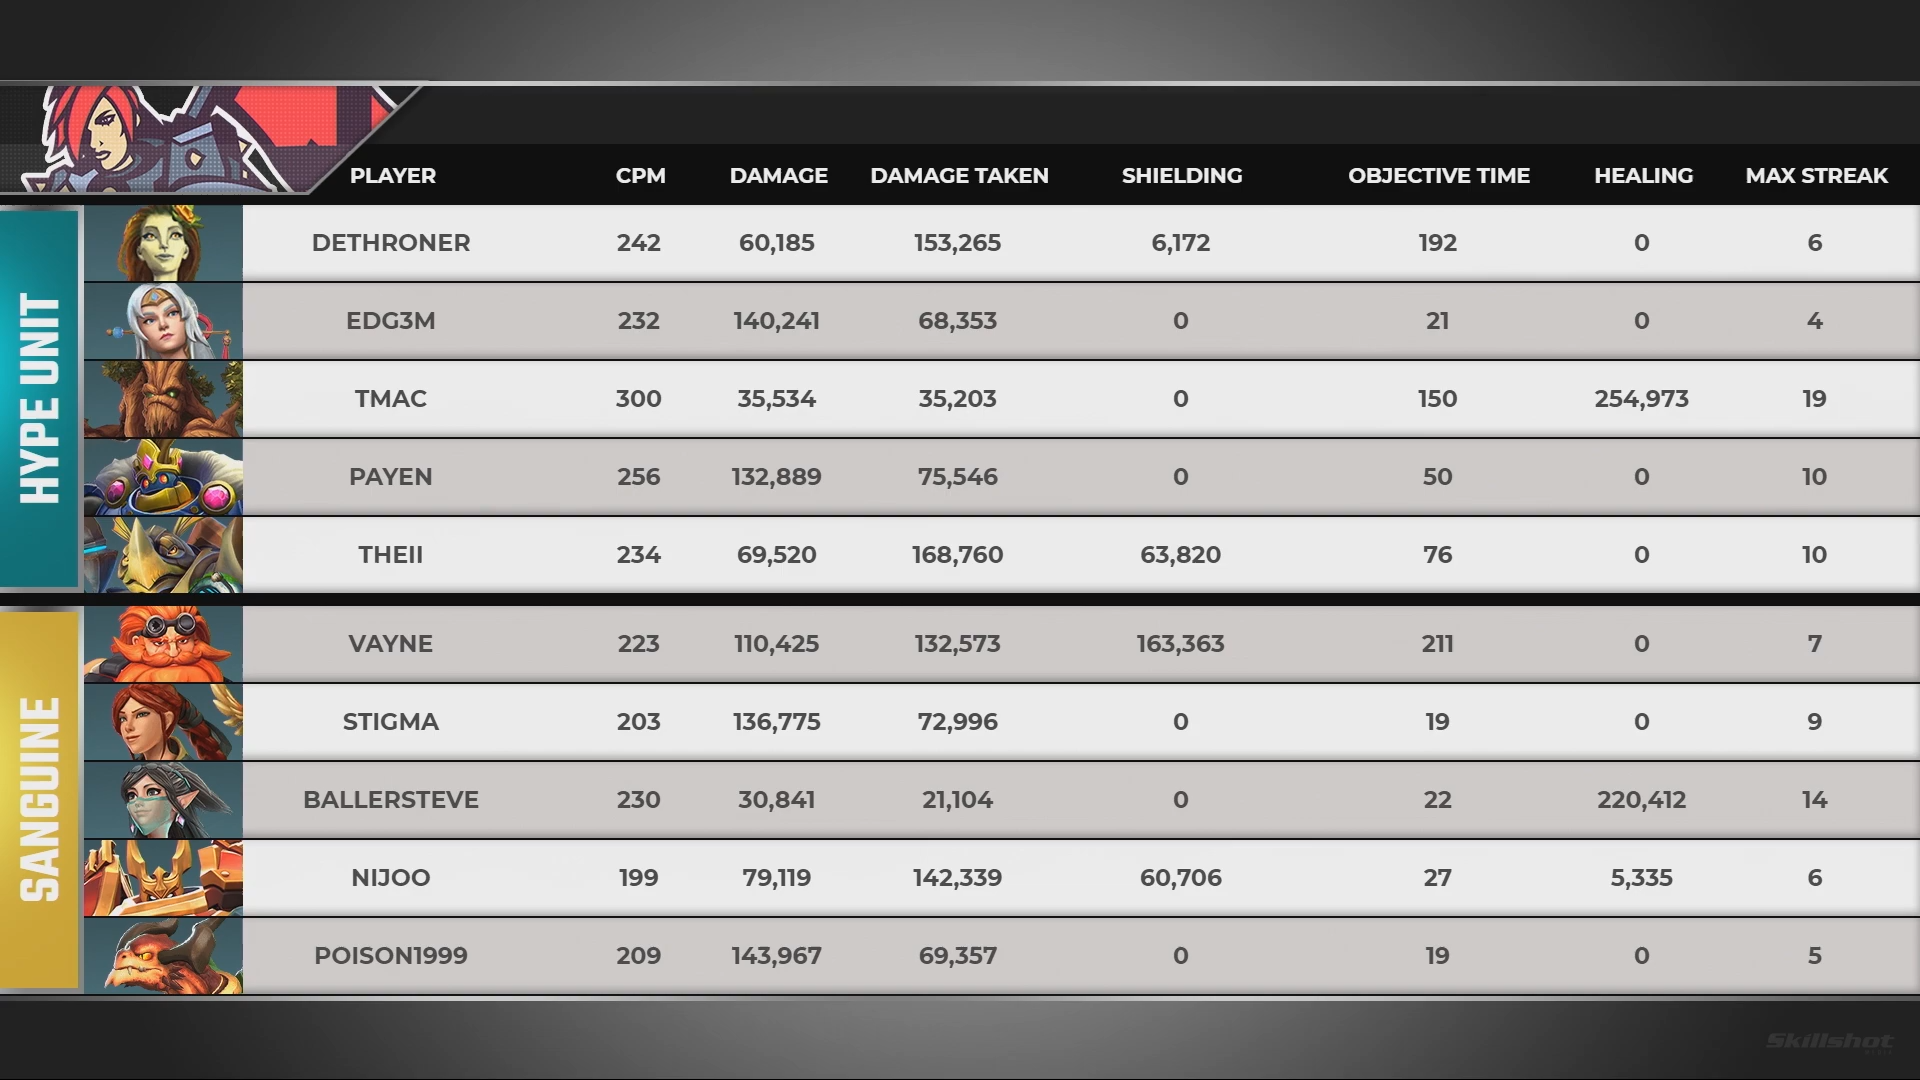 PLAYER CPM DAMAGE DAMAGE TAKEN SHIELDING OBJECTIVE TIME HEALING MAX STREAK
HYPE UNIT
DETHRONER 242 60,185 153,265 6,172 192 0 6
EDG3M 232 140,241 68,353 0 21 0 4
TMAC 300 35,534 35,203 0 150 254,973 19
PAYEN 256 132,889 75,546 0 50 0 10
THEII 234 69,520 168,760 63,820 76 0 10
SANGUINE
VAYNE 223 110,425 132,573 163,363 211 0 7
STIGMA 203 136,775 72,996 0 19 0 9
BALLERSTEVE 230 30,841 21,104 0 22 220,412 14
NIJOO 199 79,119 142,339 60,706 27 5,335 6
POISON1999 209 143,967 69,357 0 19 0 5
Skillshot